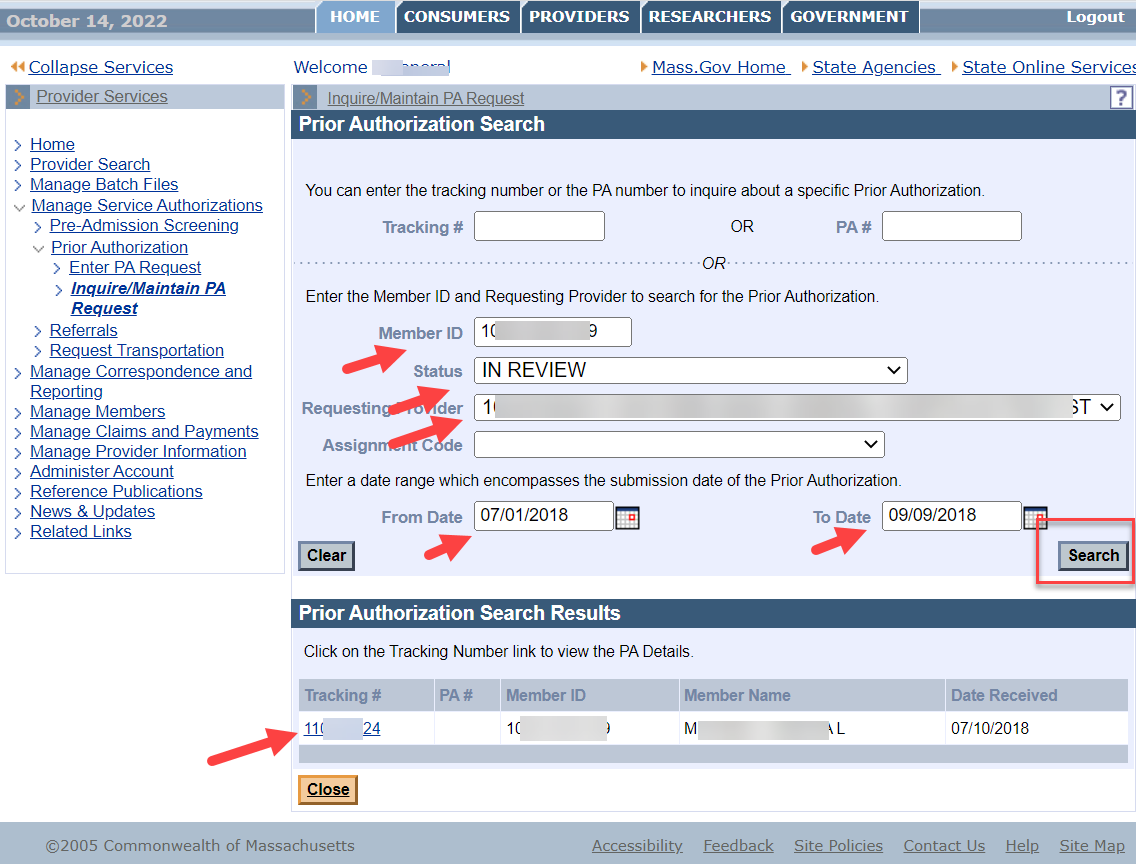 October 14, 2022
HOME CONSUMERS PROVIDERS RESEARCHERS GOVERNMENT
Logout
Collapse Services
Welcome
Mass.Gov Home State Agencies State Online Services
Provider Services
Home
Provider Search
Manage Batch Files
Manage Service Authorizations
Pre-Admission Screening
Prior Authorization
Enter PA Request
Inquire/Maintain PA
Request
Referrals
Request Transportation
Manage Correspondence and
Reporting
Manage Members
Manage Claims and Payments
Manage Provider Information
Administer Account
Reference Publications
News & Updates
Related Links
Inquire/Maintain PA Request
?
Prior Authorization Search
You can enter the tracking number or the PA number to inquire about a specific Prior Authorization.
Tracking # OR PA #
OR
Enter the Member ID and Requesting Provider to search for the Prior Authorization.
Member ID 10 9
Status IN REVIEW
Requesting Provider 1 ST
Assignment Code
Enter a date range which encompasses the submission date of the Prior Authorization.
From Date 07/01/2018 To Date 09/09/2018
Clear Search
Prior Authorization Search Results
Click on the Tracking Number link to view the PA Details.
Tracking # PA # Member ID Member Name Date Received
110 24 10 9 M A L 07/10/2018
Close
©2005 Commonwealth of Massachusetts
Accessibility Feedback Site Policies Contact Us Help Site Map